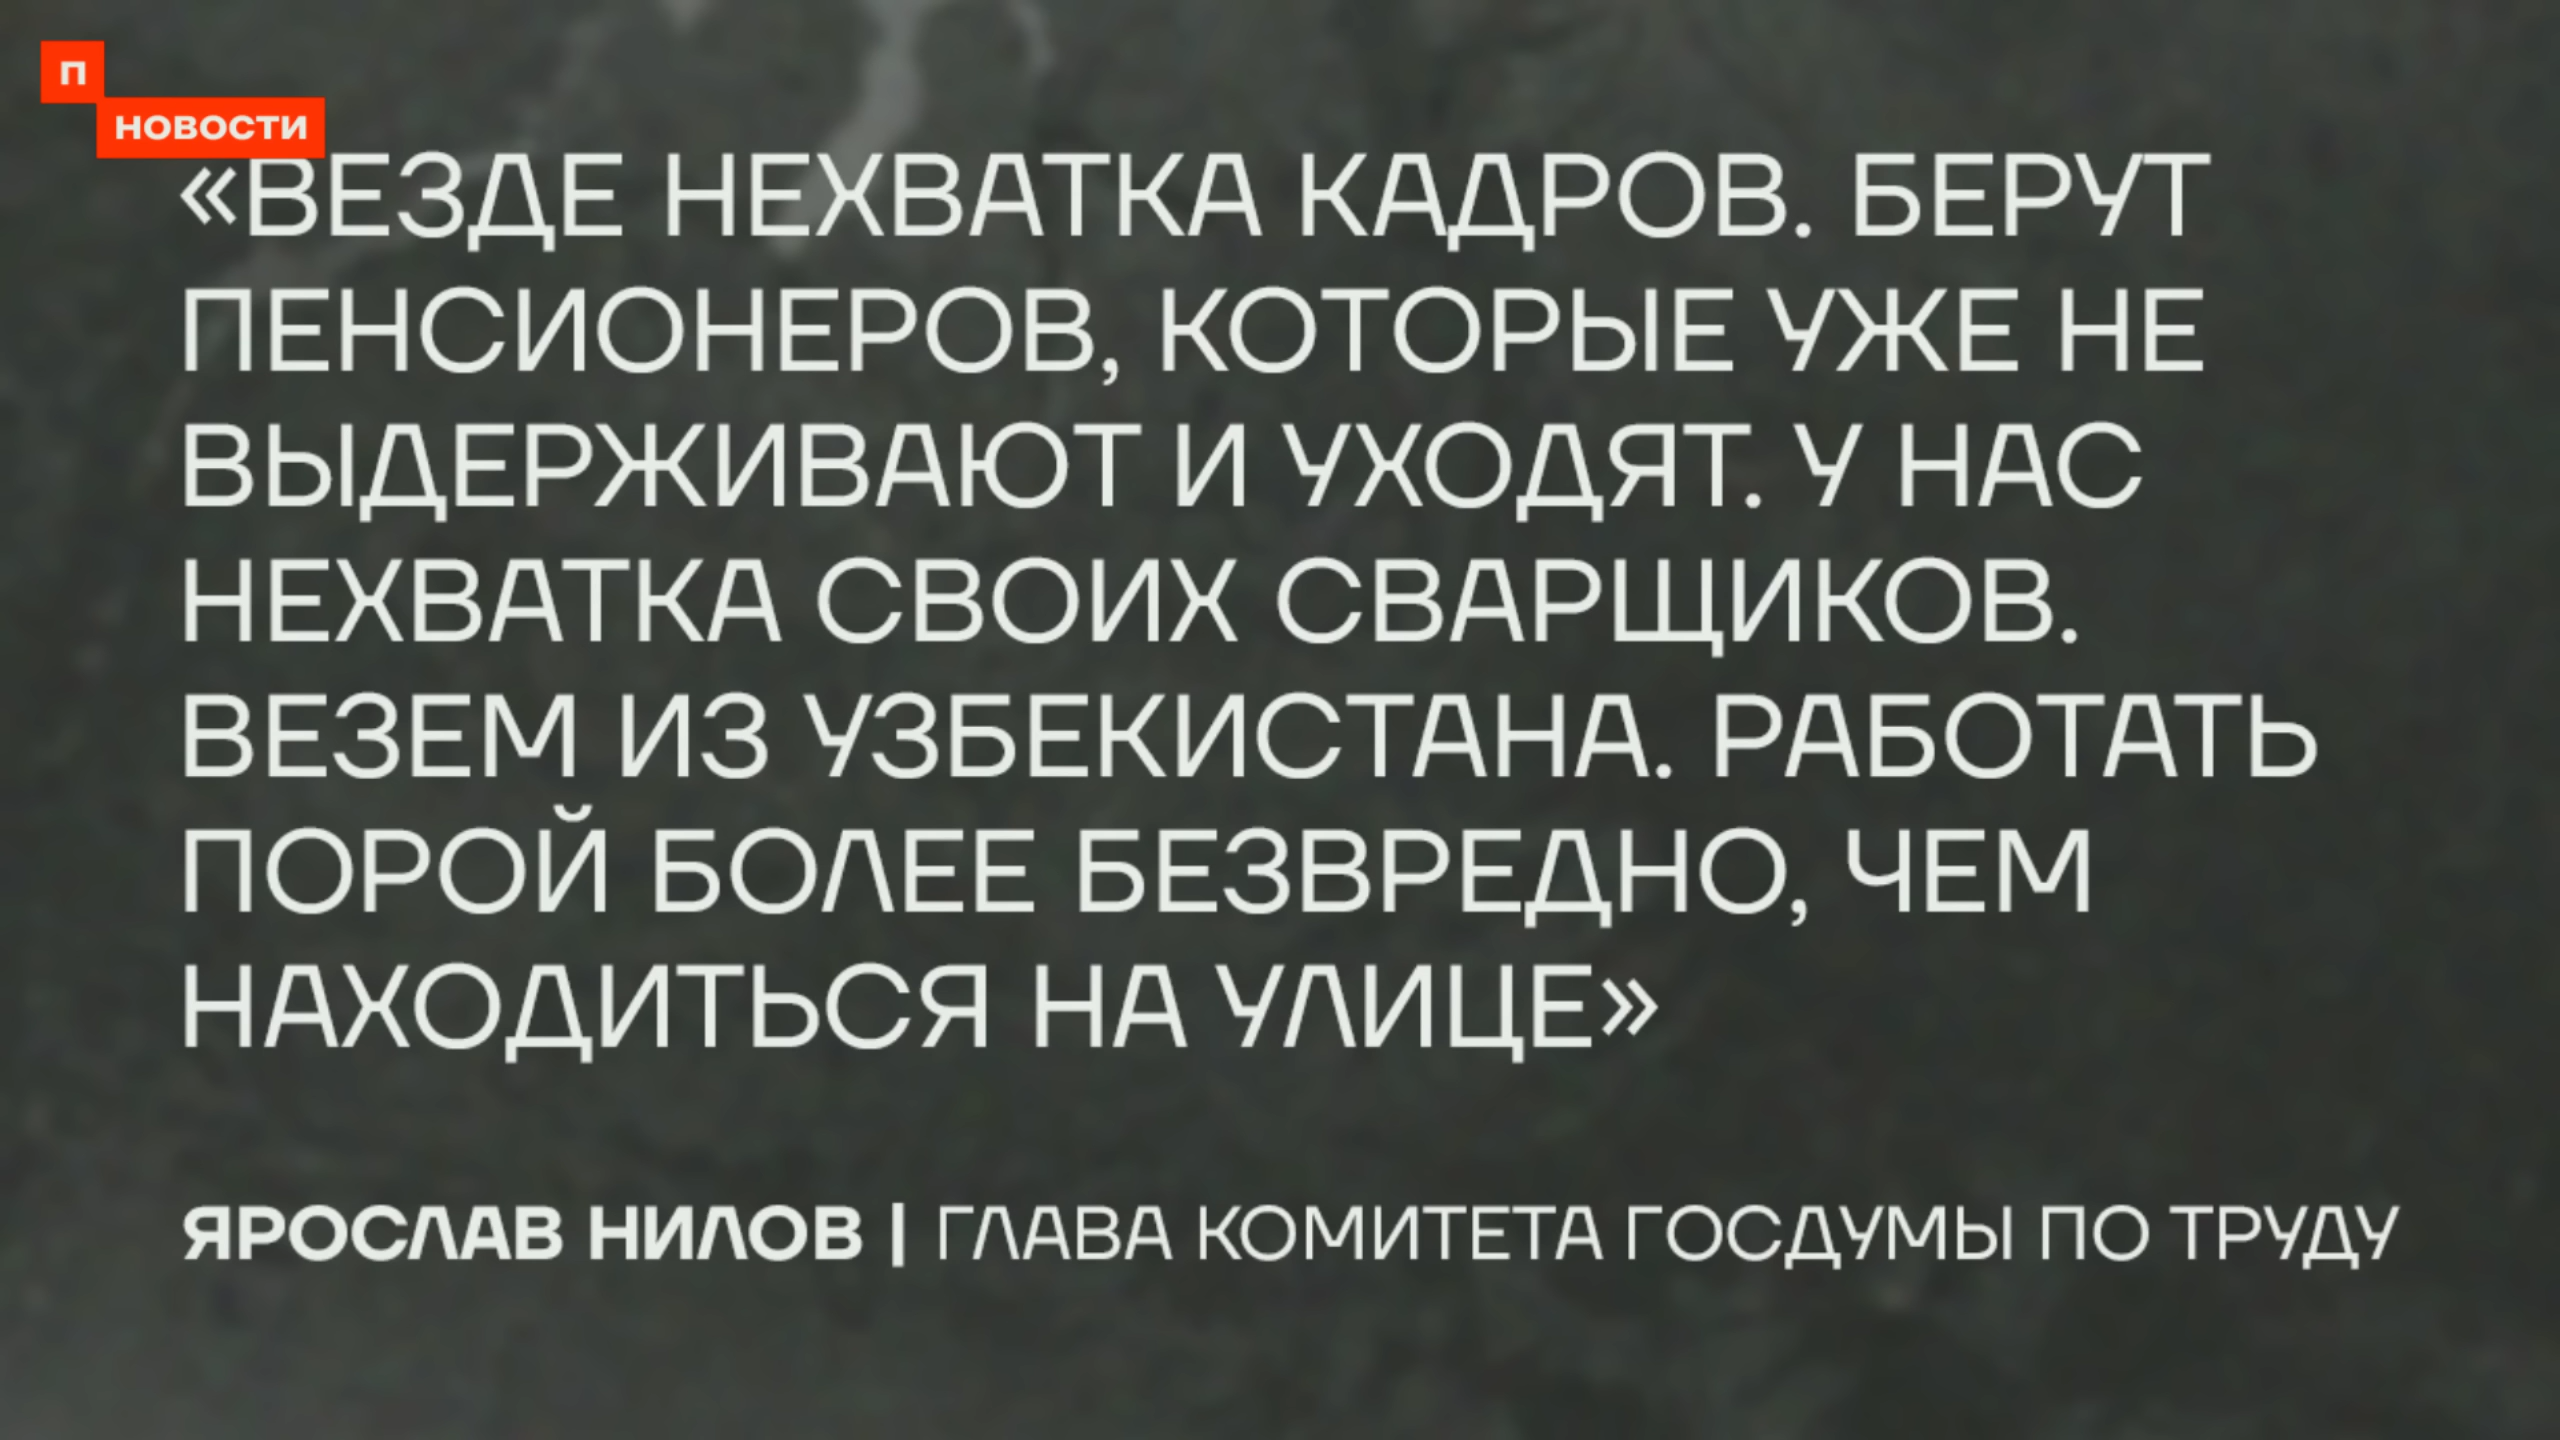 П
НОВОСТИ
«ВЕЗДЕ НЕХВАТКА КАДРОВ. БЕРУТ
ПЕНСИОНЕРОВ, КОТОРЫЕ УЖЕ НЕ
ВЫДЕРЖИВАЮТ И УХОДЯТ. У НАС
НЕХВАТКА СВОИХ СВАРЩИКОВ.
ВЕЗЕМ ИЗ УЗБЕКИСТАНА. РАБОТАТЬ
ПОРОЙ БОЛЕЕ БЕЗВРЕДНО, ЧЕМ
НАХОДИТЬСЯ НА УЛИЦЕ»
ЯРОСЛАВ НИЛОВ | ГЛАВА КОМИТЕТА ГОСДУМЫ ПО ТРУДУ